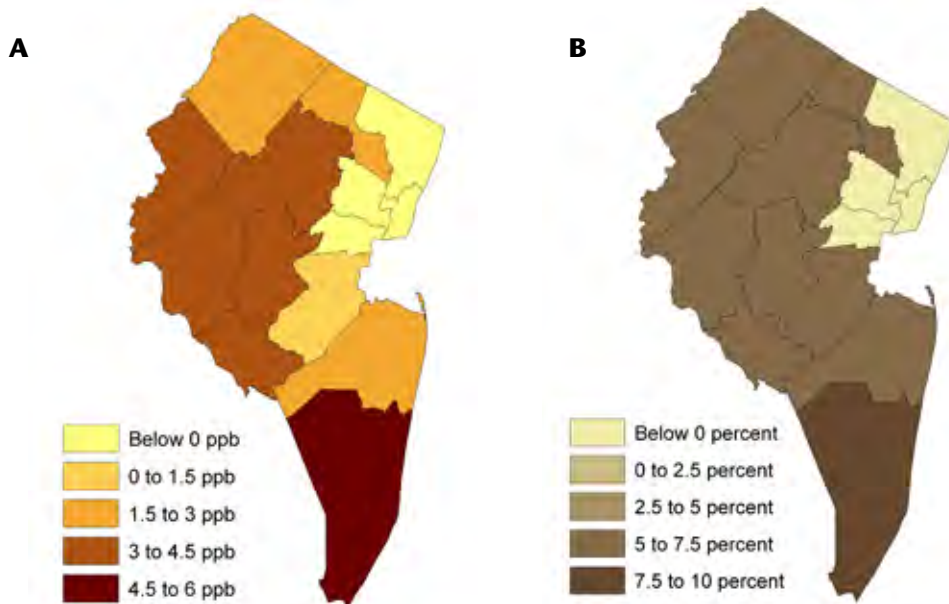 A
B
Below 0 ppb
0 to 1.5 ppb
1.5 to 3 ppb
3 to 4.5 ppb
4.5 to 6 ppb
Below 0 percent
0 to 2.5 percent
2.5 to 5 percent
5 to 7.5 percent
7.5 to 10 percent